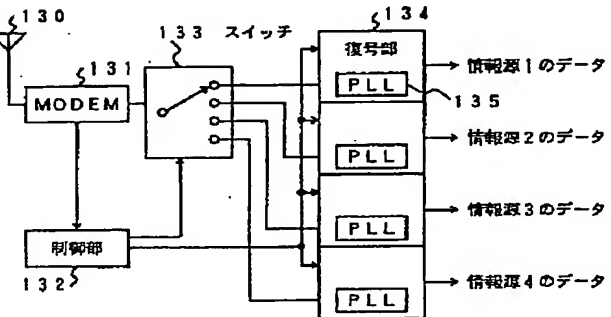 130
133 スイッチ
134
131
復号部
MODEM
PLL
135
情報源1のデータ
PLL
情報源2のデータ
制御部
132
PLL
情報源3のデータ
PLL
情報源4のデータ